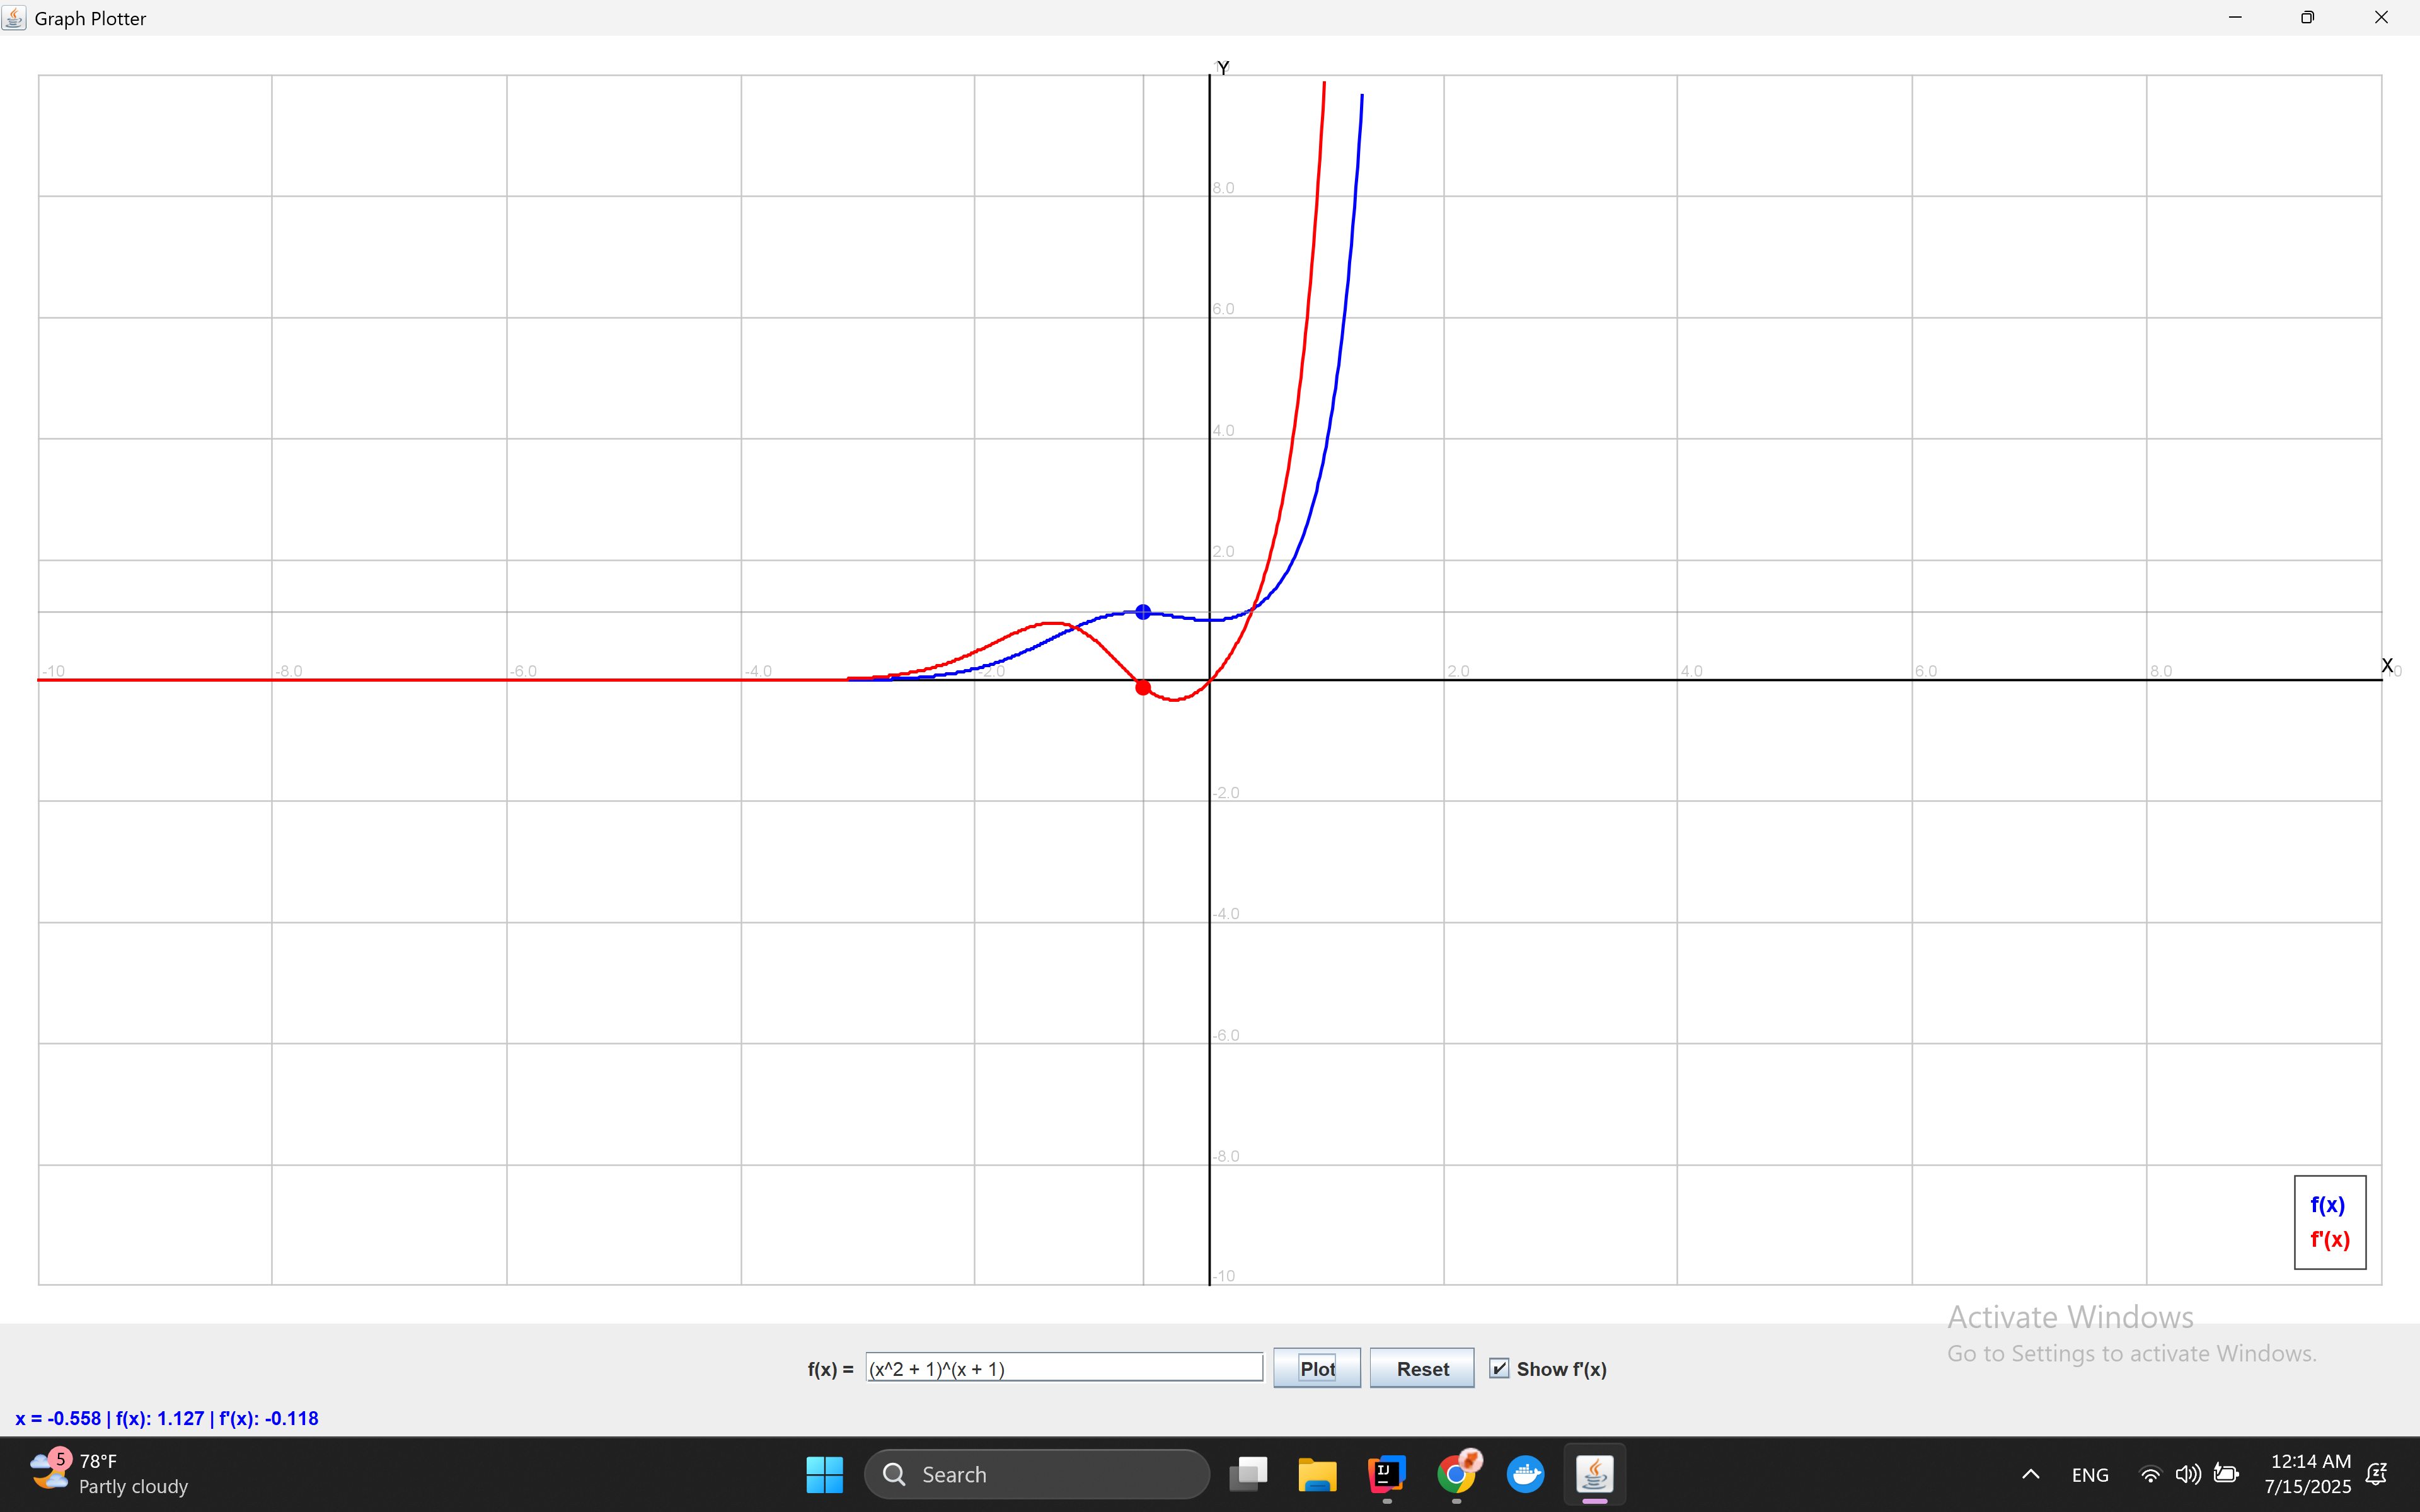 Graph Plotter
Y
8.0
6.0
4.0
2.0
-10
-8.0
-6.0
-4.0
-2.0
2.0
4.0
6.0
8.0
X
-2.0
-4.0
-6.0
-8.0
-10
f(x)
f'(x)
Activate Windows
Go to Settings to activate Windows.
f(x) = (x^2 + 1)^(x + 1) Plot Reset Show f'(x)
x = -0.558 | f(x): 1.127 | f'(x): -0.118
5 78°F
Partly cloudy
Search
IJ
ENG
12:14 AM
7/15/2025